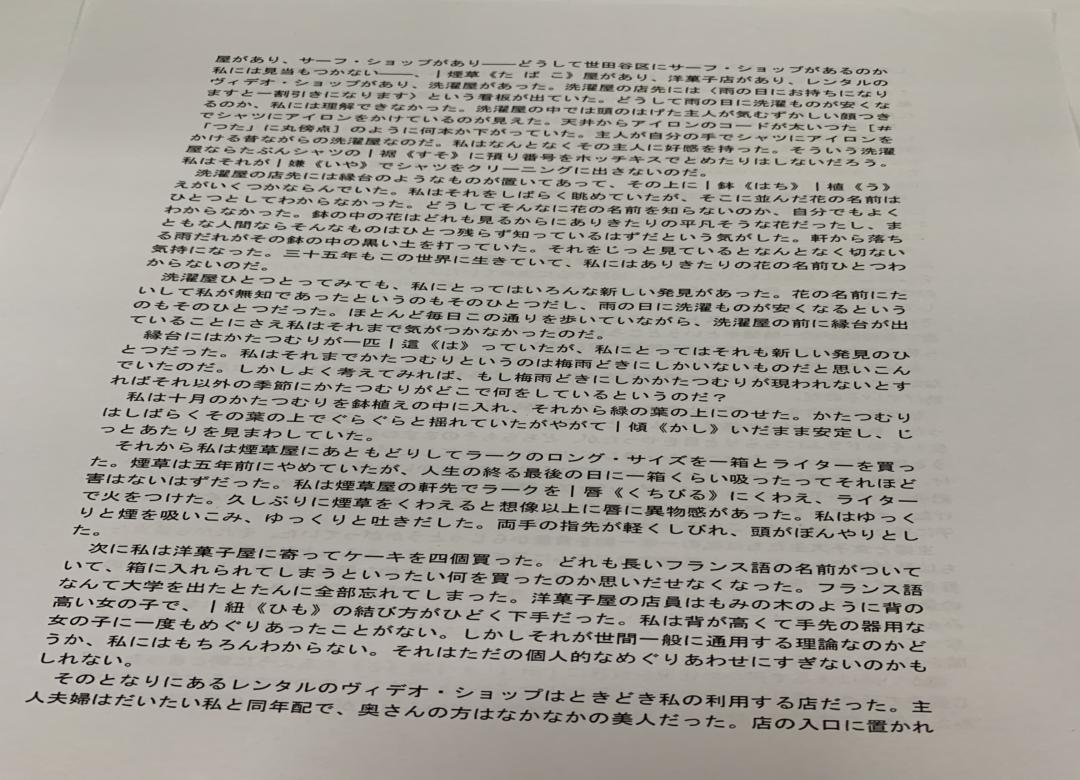 屋があり、サーフ・ショップがあり――どうして世田谷区にサーフ・ショップがあるのか
私には見当もつかない――、｜煙草《たばこ》屋があり、洋菓子店があり、レンタルの
ヴィデオ・ショップがあり、洗濯屋があった。洗濯屋の店先には〈雨の日にお持ちになり
ますと一割引きになります〉という看板が出ていた。どうして雨の日に洗濯ものが安くな
るのか、私には理解できなかった。洗濯屋の中では頭のはげた主人が気むずかしい顔つき
でシャツにアイロンをかけているのが見えた。天井からアイロンのコードが太いつた［＃
「つた」に丸傍点］のように何本か下がっていた。主人が自分の手でシャツにアイロンを
かける昔ながらの洗濯屋なのだ。私はなんとなくその主人に好感を持った。そういう洗濯
屋ならたぶんシャツの｜裾《すそ》に預り番号をホッチキスでとめたりはしないだろう。
私はそれが｜嫌《いや》でシャツをクリーニングに出さないのだ。
　洗濯屋の店先には縁台のようなものが置いてあって、その上に｜鉢《はち》｜植《う》
えがいくつかならんでいた。私はそれをしばらく眺めていたが、そこに並んだ花の名前は
ひとつとしてわからなかった。どうしてそんなに花の名前を知らないのか、自分でもよく
わからなかった。鉢の中の花はどれも見るからにありきたりの平凡そうな花だったし、ま
ともな人間ならそんなものはひとつ残らず知っているはずだという気がした。軒から落ち
る雨だれがその鉢の中の黒い土を打っていた。それをじっと見ているとなんとなく切ない
気持になった。三十五年もこの世界に生きていて、私にはありきたりの花の名前ひとつわ
からないのだ。
　洗濯屋ひとつとってみても、私にとってはいろんな新しい発見があった。花の名前にた
いして私が無知であったというのもそのひとつだし、雨の日に洗濯ものが安くなるという
のもそのひとつだった。ほとんど毎日この通りを歩いていながら、洗濯屋の前に縁台が出
ていることにさえ私はそれまで気がつかなかったのだ。
　縁台にはかたつむりが一匹｜這《は》っていたが、私にとってはそれも新しい発見のひ
とつだった。私はそれまでかたつむりというのは梅雨どきにしかいないものだと思いこん
でいたのだ。しかしよく考えてみれば、もし梅雨どきにしかかたつむりが現われないとす
ればそれ以外の季節にかたつむりがどこで何をしているというのだ？
　私は十月のかたつむりを鉢植えの中に入れ、それから緑の葉の上にのせた。かたつむり
はしばらくその葉の上でぐらぐらと揺れていたがやがて｜傾《かし》いだまま安定し、じ
っとあたりを見まわしていた。
　それから私は煙草屋にあともどりしてラークのロング・サイズを一箱とライターを買っ
た。煙草は五年前にやめていたが、人生の終る最後の日に一箱くらい吸ったってそれほど
害はないはずだった。私は煙草屋の軒先でラークを｜唇《くちびる》にくわえ、ライター
で火をつけた。久しぶりに煙草をくわえると想像以上に唇に異物感があった。私はゆっく
りと煙を吸いこみ、ゆっくりと吐きだした。両手の指先が軽くしびれ、頭がぼんやりとし
た。
　次に私は洋菓子屋に寄ってケーキを四個買った。どれも長いフランス語の名前がついて
いて、箱に入れられてしまうといったい何を買ったのか思いだせなくなった。フランス語
なんて大学を出たとたんに全部忘れてしまった。洋菓子屋の店員はもみの木のように背の
高い女の子で、｜紐《ひも》の結び方がひどく下手だった。私は背が高くて手先の器用な
女の子に一度もめぐりあったことがない。しかしそれが世間一般に通用する理論なのかど
うか、私にはもちろんわからない。それはただの個人的なめぐりあわせにすぎないのかも
しれない。
　そのとなりにあるレンタルのヴィデオ・ショップはときどき私の利用する店だった。主
人夫婦はだいたい私と同年配で、奥さんの方はなかなかの美人だった。店の入口に置かれ